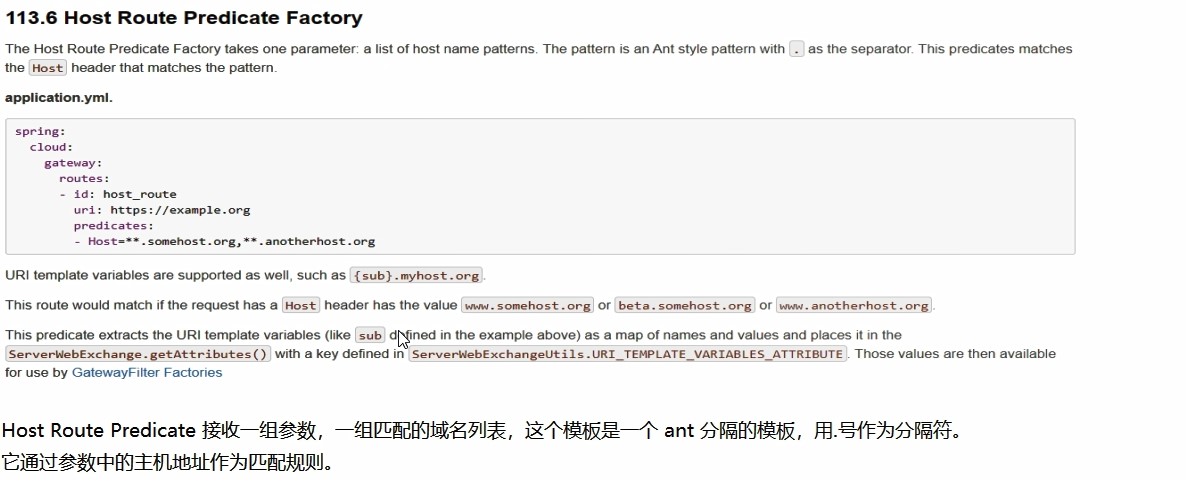 113.6 Host Route Predicate Factory
The Host Route Predicate Factory takes one parameter: a list of host name patterns. The pattern is an Ant style pattern with . as the separator. This predicates matches
the Host header that matches the pattern.
application.yml.
spring:
  cloud:
    gateway:
      routes:
      - id: host_route
        uri: https://example.org
        predicates:
        - Host=**.somehost.org,**.anotherhost.org
URI template variables are supported as well, such as {sub}.myhost.org.
This route would match if the request has a Host header has the value www.somehost.org or beta.somehost.org or www.anotherhost.org.
This predicate extracts the URI template variables (like sub defined in the example above) as a map of names and values and places it in the
ServerWebExchange.getAttributes() with a key defined in ServerWebExchangeUtils.URI_TEMPLATE_VARIABLES_ATTRIBUTE. Those values are then available
for use by GatewayFilter Factories
Host Route Predicate 接收一组参数，一组匹配的域名列表，这个模板是一个 ant 分隔的模板，用.号作为分隔符。
它通过参数中的主机地址作为匹配规则。